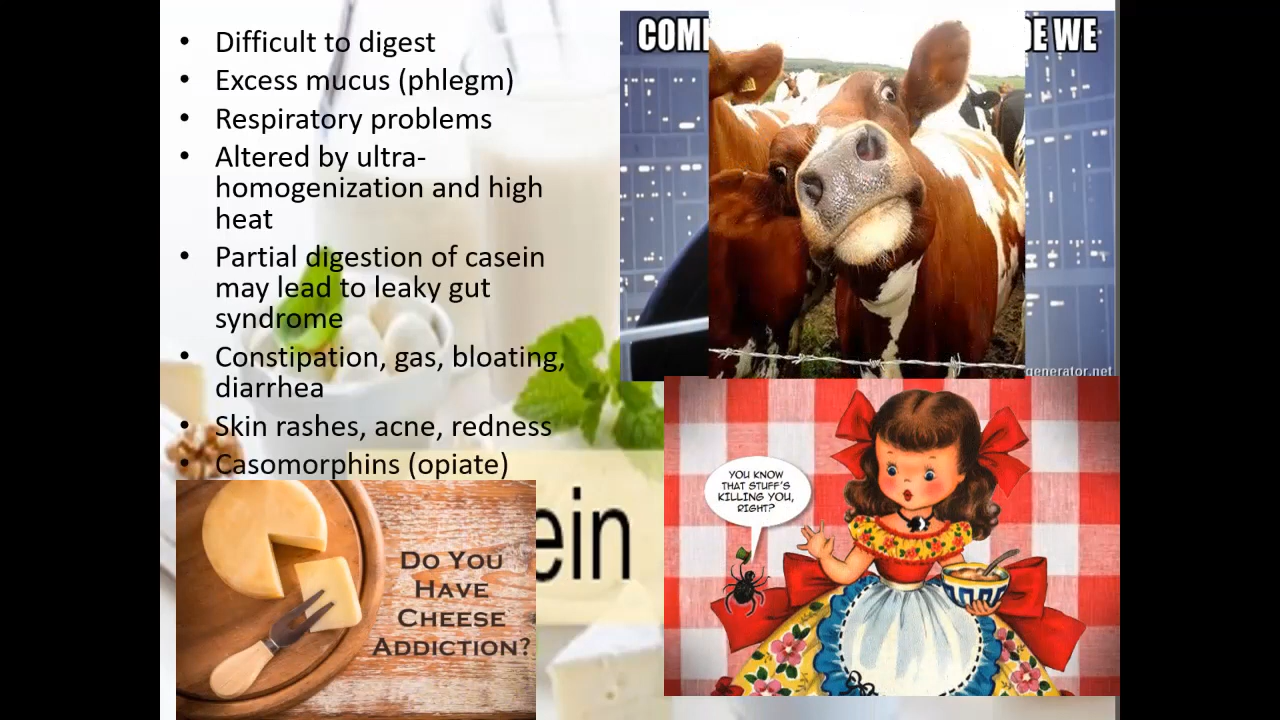 • Difficult to digest
• Excess mucus (phlegm)
• Respiratory problems
• Altered by ultra-
homogenization and high
heat
• Partial digestion of casein
may lead to leaky gut
syndrome
• Constipation, gas, bloating,
diarrhea
• Skin rashes, acne, redness
• Casomorphins (opiate)
WE
generator.net
YOU KNOW
THAT STUFF'S
KILLING YOU,
RIGHT?
ein
DO YOU
HAVE
CHEESE
ADDICTION?